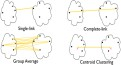 Single-link
Complete-link
Group Average
Centroid Clustering